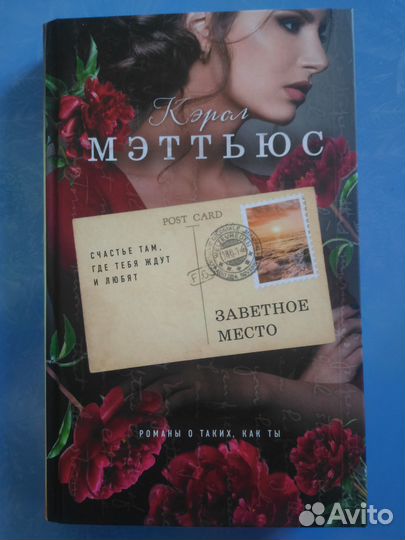 Кэрол
МЭТТЬЮС
POST CARD
СЧАСТЬЕ ТАМ,
ГДЕ ТЕБЯ ЖДУТ
И ЛЮБЯТ
ЗАВЕТНОЕ
МЕСТО
РОМАНЫ О ТАКИХ, КАК ТЫ
Avito